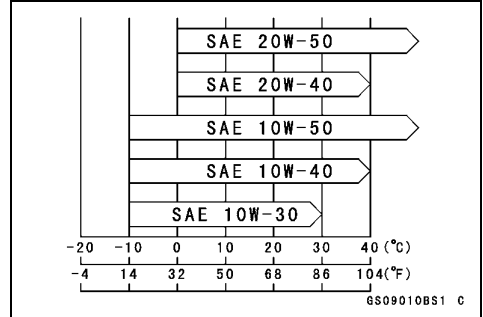 SAE 20W-50
SAE 20W-40
SAE 10W-50
SAE 10W-40
SAE 10W-30
-20 -10 0 10 20 30 40 (°C)
-4 14 32 50 68 86 104(°F)
GS09010BS1 C